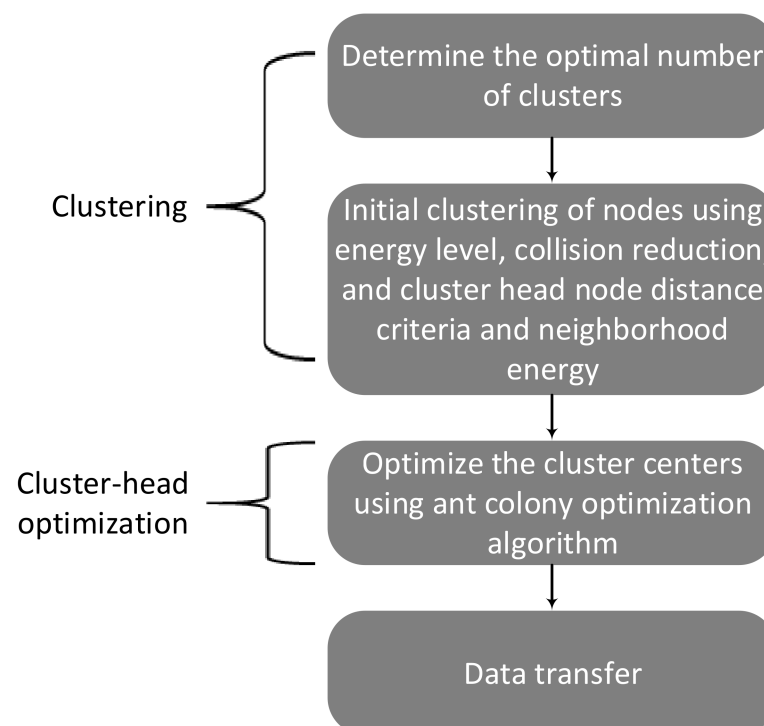 Determine the optimal number
of clusters
Clustering
Initial clustering of nodes using
energy level, collision reduction
and cluster head node distance
criteria and neighborhood
energy
Cluster-head
optimization
Optimize the cluster centers
using ant colony optimization
algorithm
Data transfer